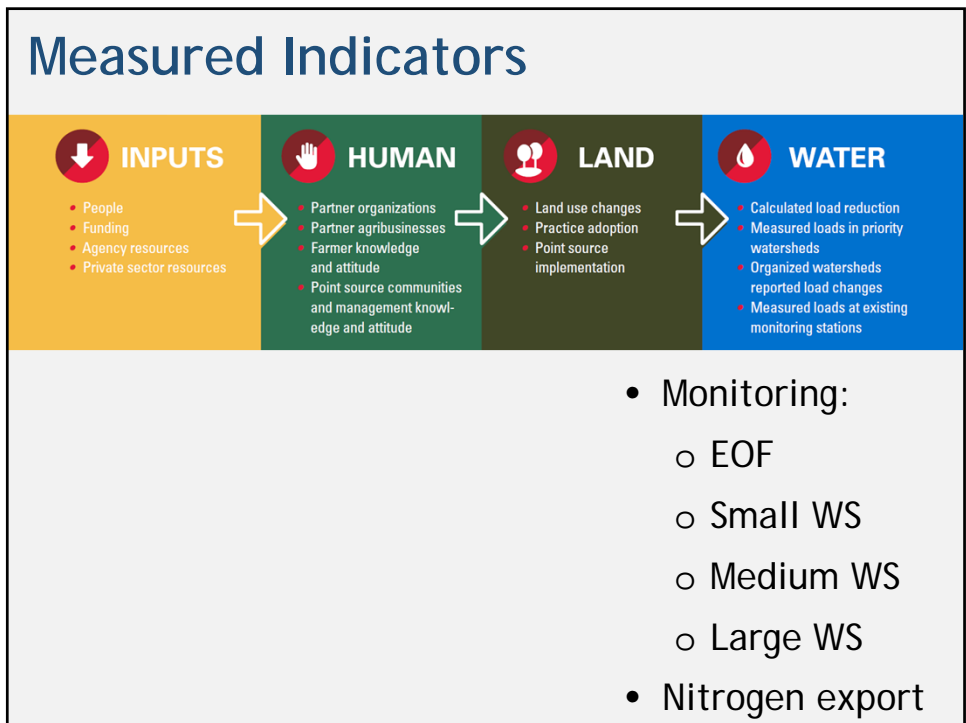 Measured Indicators
INPUTS
• People
• Funding
• Agency resources
• Private sector resources
HUMAN
• Partner organizations
• Partner agribusinesses
• Farmer knowledge
and attitude
• Point source communities
and management knowl-
edge and attitude
LAND
• Land use changes
• Practice adoption
• Point source
implementation
WATER
• Calculated load reduction
• Measured loads in priority
watersheds
• Organized watersheds
reported load changes
• Measured loads at existing
monitoring stations
• Monitoring:
o EOF
o Small WS
o Medium WS
o Large WS
• Nitrogen export